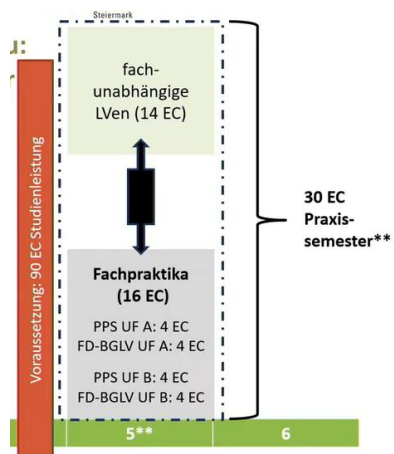 Steiermark
u:
r
Voraussetzung: 90 EC Studienleistung
fach-
unabhängige
LVen (14 EC)
30 EC
Praxis-
semester**
Fachpraktika
(16 EC)
PPS UF A: 4 EC
FD-BGLV UF A: 4 EC
PPS UF B: 4 EC
FD-BGLV UF B: 4 EC
5**
6